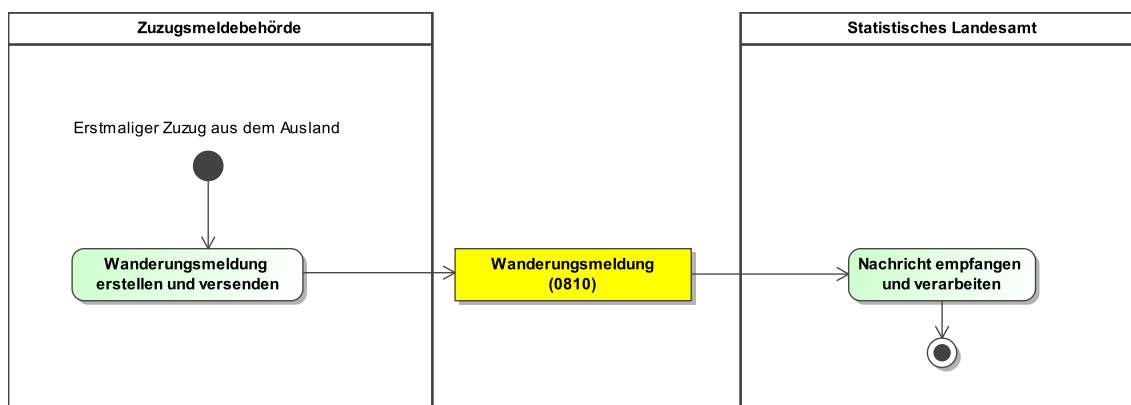 Zuzugsmeldebehörde
Statistisches Landesamt
Erstmaliger Zuzug aus dem Ausland
Wanderungsmeldung
erstellen und versenden
Wanderungsmeldung
(0810)
Nachricht empfangen
und verarbeiten